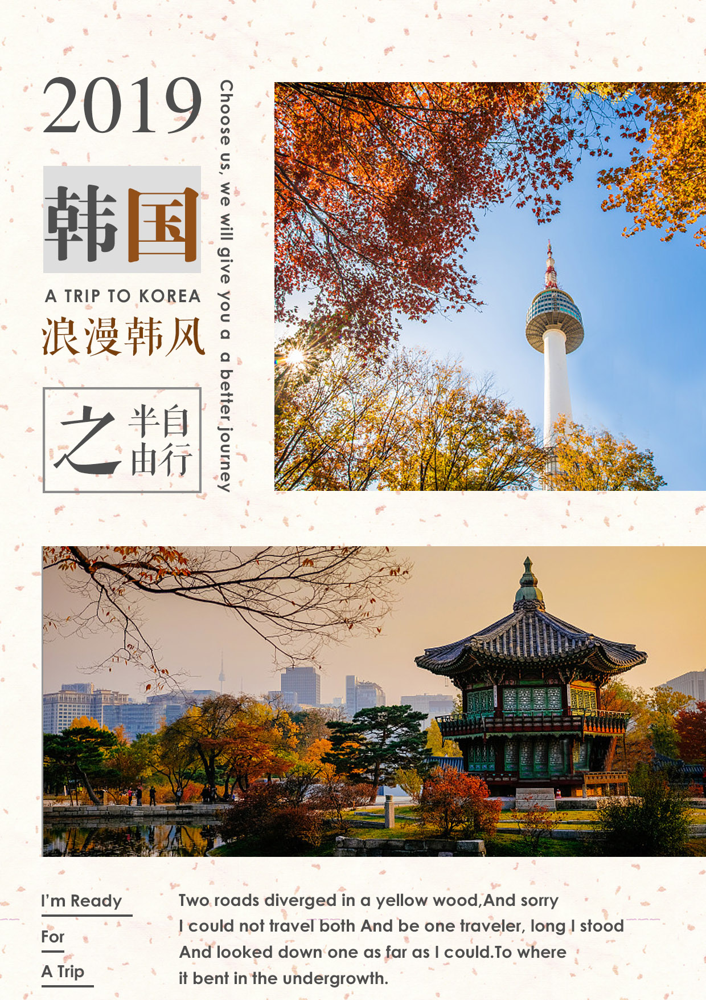 2019
韩国
A TRIP TO KOREA
浪漫韩风
之
半自
由行
Choose us, we will give you a a better journey
I'm Ready
For
A Trip
Two roads diverged in a yellow wood,And sorry
I could not travel both And be one traveler, long I stood
And looked down one as far as I could.To where
it bent in the undergrowth.